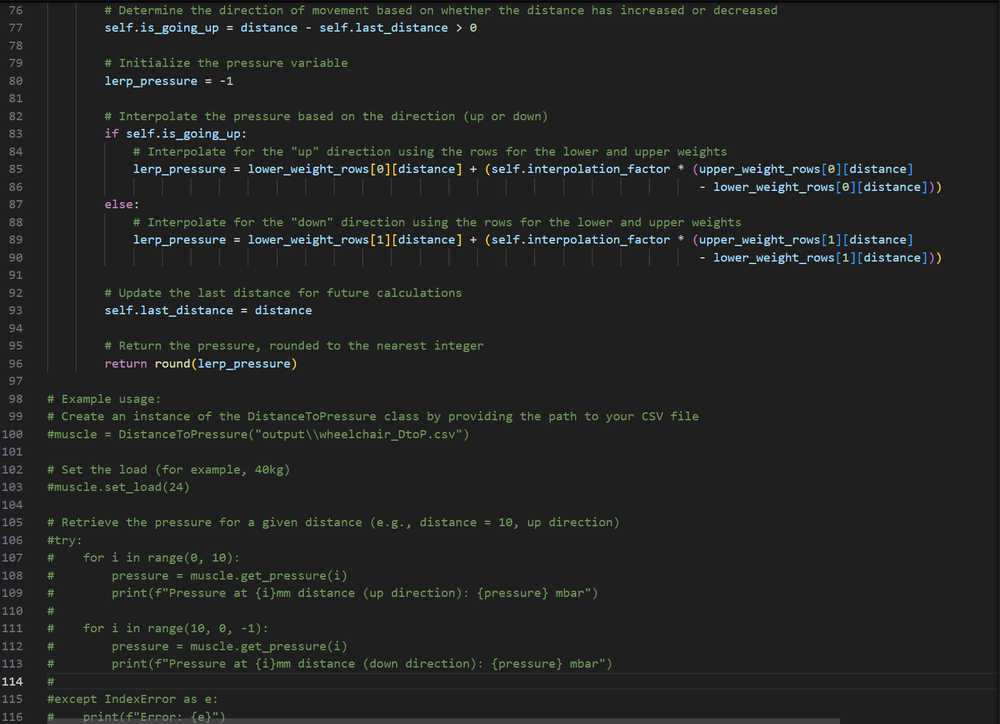 76 # Determine the direction of movement based on whether the distance has increased or decreased
77 self.is_going_up = distance - self.last_distance > 0
78
79 # Initialize the pressure variable
80 lerp_pressure = -1
81
82 # Interpolate the pressure based on the direction (up or down)
83 if self.is_going_up:
84 # Interpolate for the "up" direction using the rows for the lower and upper weights
85 lerp_pressure = lower_weight_rows[0][distance] + (self.interpolation_factor * (upper_weight_rows[0][distance]
86 - lower_weight_rows[0][distance]))
87 else:
88 # Interpolate for the "down" direction using the rows for the lower and upper weights
89 lerp_pressure = lower_weight_rows[1][distance] + (self.interpolation_factor * (upper_weight_rows[1][distance]
90 - lower_weight_rows[1][distance]))
91
92 # Update the last distance for future calculations
93 self.last_distance = distance
94
95 # Return the pressure, rounded to the nearest integer
96 return round(lerp_pressure)
97
98 # Example usage:
99 # Create an instance of the DistanceToPressure class by providing the path to your CSV file
100 #muscle = DistanceToPressure("output\\wheelchair_DtoP.csv")
101
102 # Set the load (for example, 40kg)
103 #muscle.set_load(24)
104
105 # Retrieve the pressure for a given distance (e.g., distance = 10, up direction)
106 #try:
107 #    for i in range(0, 10):
108 #        pressure = muscle.get_pressure(i)
109 #        print(f"Pressure at {i}mm distance (up direction): {pressure} mbar")
110 #
111 #    for i in range(10, 0, -1):
112 #        pressure = muscle.get_pressure(i)
113 #        print(f"Pressure at {i}mm distance (down direction): {pressure} mbar")
114 #
115 #except IndexError as e:
116 #    print(f"Error: {e}")